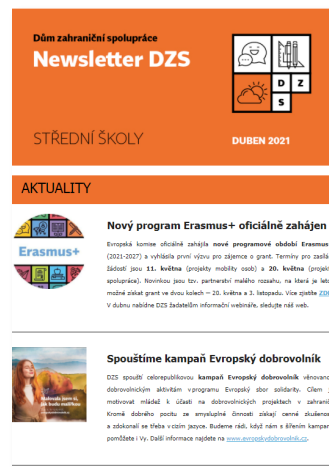 Dům zahraniční spolupráce
Newsletter DZS
D Z
S
STŘEDNÍ ŠKOLY
DUBEN 2021
AKTUALITY
Erasmus+
Nový program Erasmus+ oficiálně zahájen
Evropská komise oficiálně zahájila nové programové období Erasmus
(2021-2027) a vyhlásila první výzvu pro zájemce o grant. Termíny pro zasílá
žádostí jsou 11. května (projekty mobility osob) a 20. května (projekt
spolupráce). Novinkou jsou tzv. partnerství malého rozsahu, na která je leto
možné získat grant ve dvou kolech – 20. května a 3. listopadu. Více zjistíte ZDE
V dubnu nabídne DZS žadatelům informační webináře, sledujte náš web.
Spouštíme kampaň Evropský dobrovolník
DZS spouští celorepublikovou kampaň Evropský dobrovolník věnovano
dobrovolnickým aktivitám v programu Evropský sbor solidarity. Cílem j
motivovat mládež k účasti na dobrovolnických projektech v zahranič
Kromě dobrého pocitu ze smysluplné činnosti získají cenné zkušenos
a zdokonalí se třeba v cizím jazyce. Budeme rádi, když nám s šířením kampan
pomůžete i Vy. Další informace najdete na www.evropskydobrovolnik.cz.